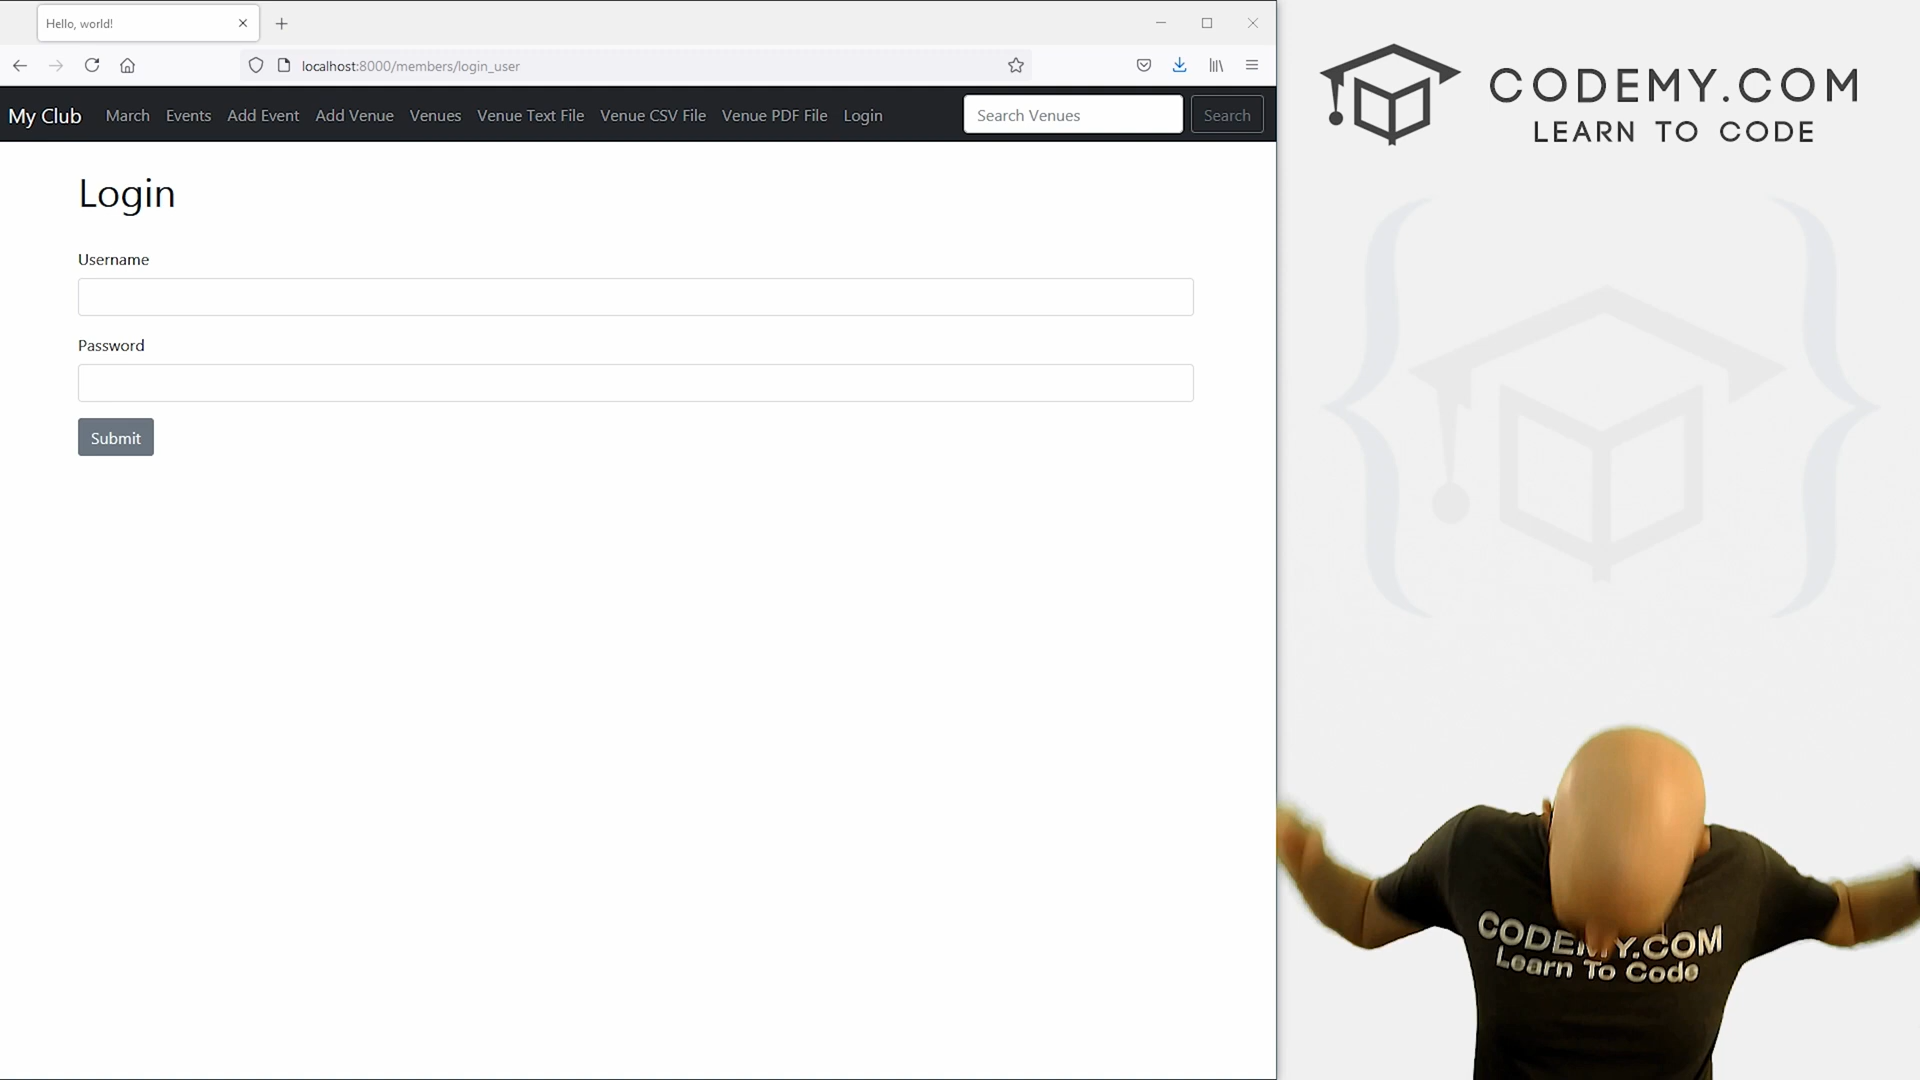 Hello, world!
localhost:8000/members/login_user
My Club March Events Add Event Add Venue Venues Venue Text File Venue CSV File Venue PDF File Login Search Venues Search
Login
Username
Password
Submit
CODEMY.COM
LEARN TO CODE
CODEMY.COM
Learn To Code